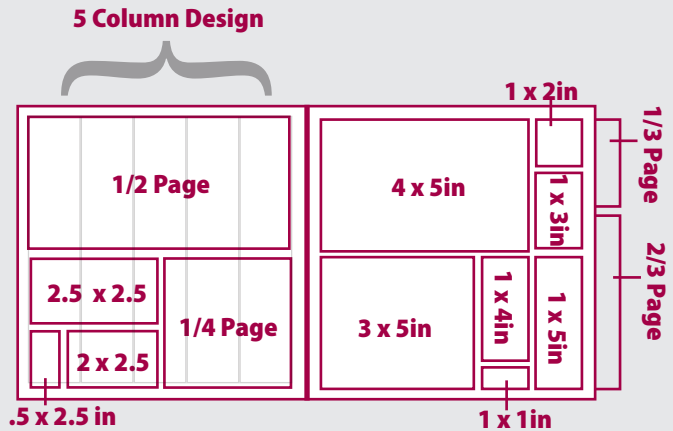 5 Column Design
1/2 Page
2.5 x 2.5
2 x 2.5
1/4 Page
.5 x 2.5 in
1 x 2in
4 x 5in
1 x 3in
3 x 5in
1 x 4in
1 x 5in
1 x 1in
1/3 Page
2/3 Page